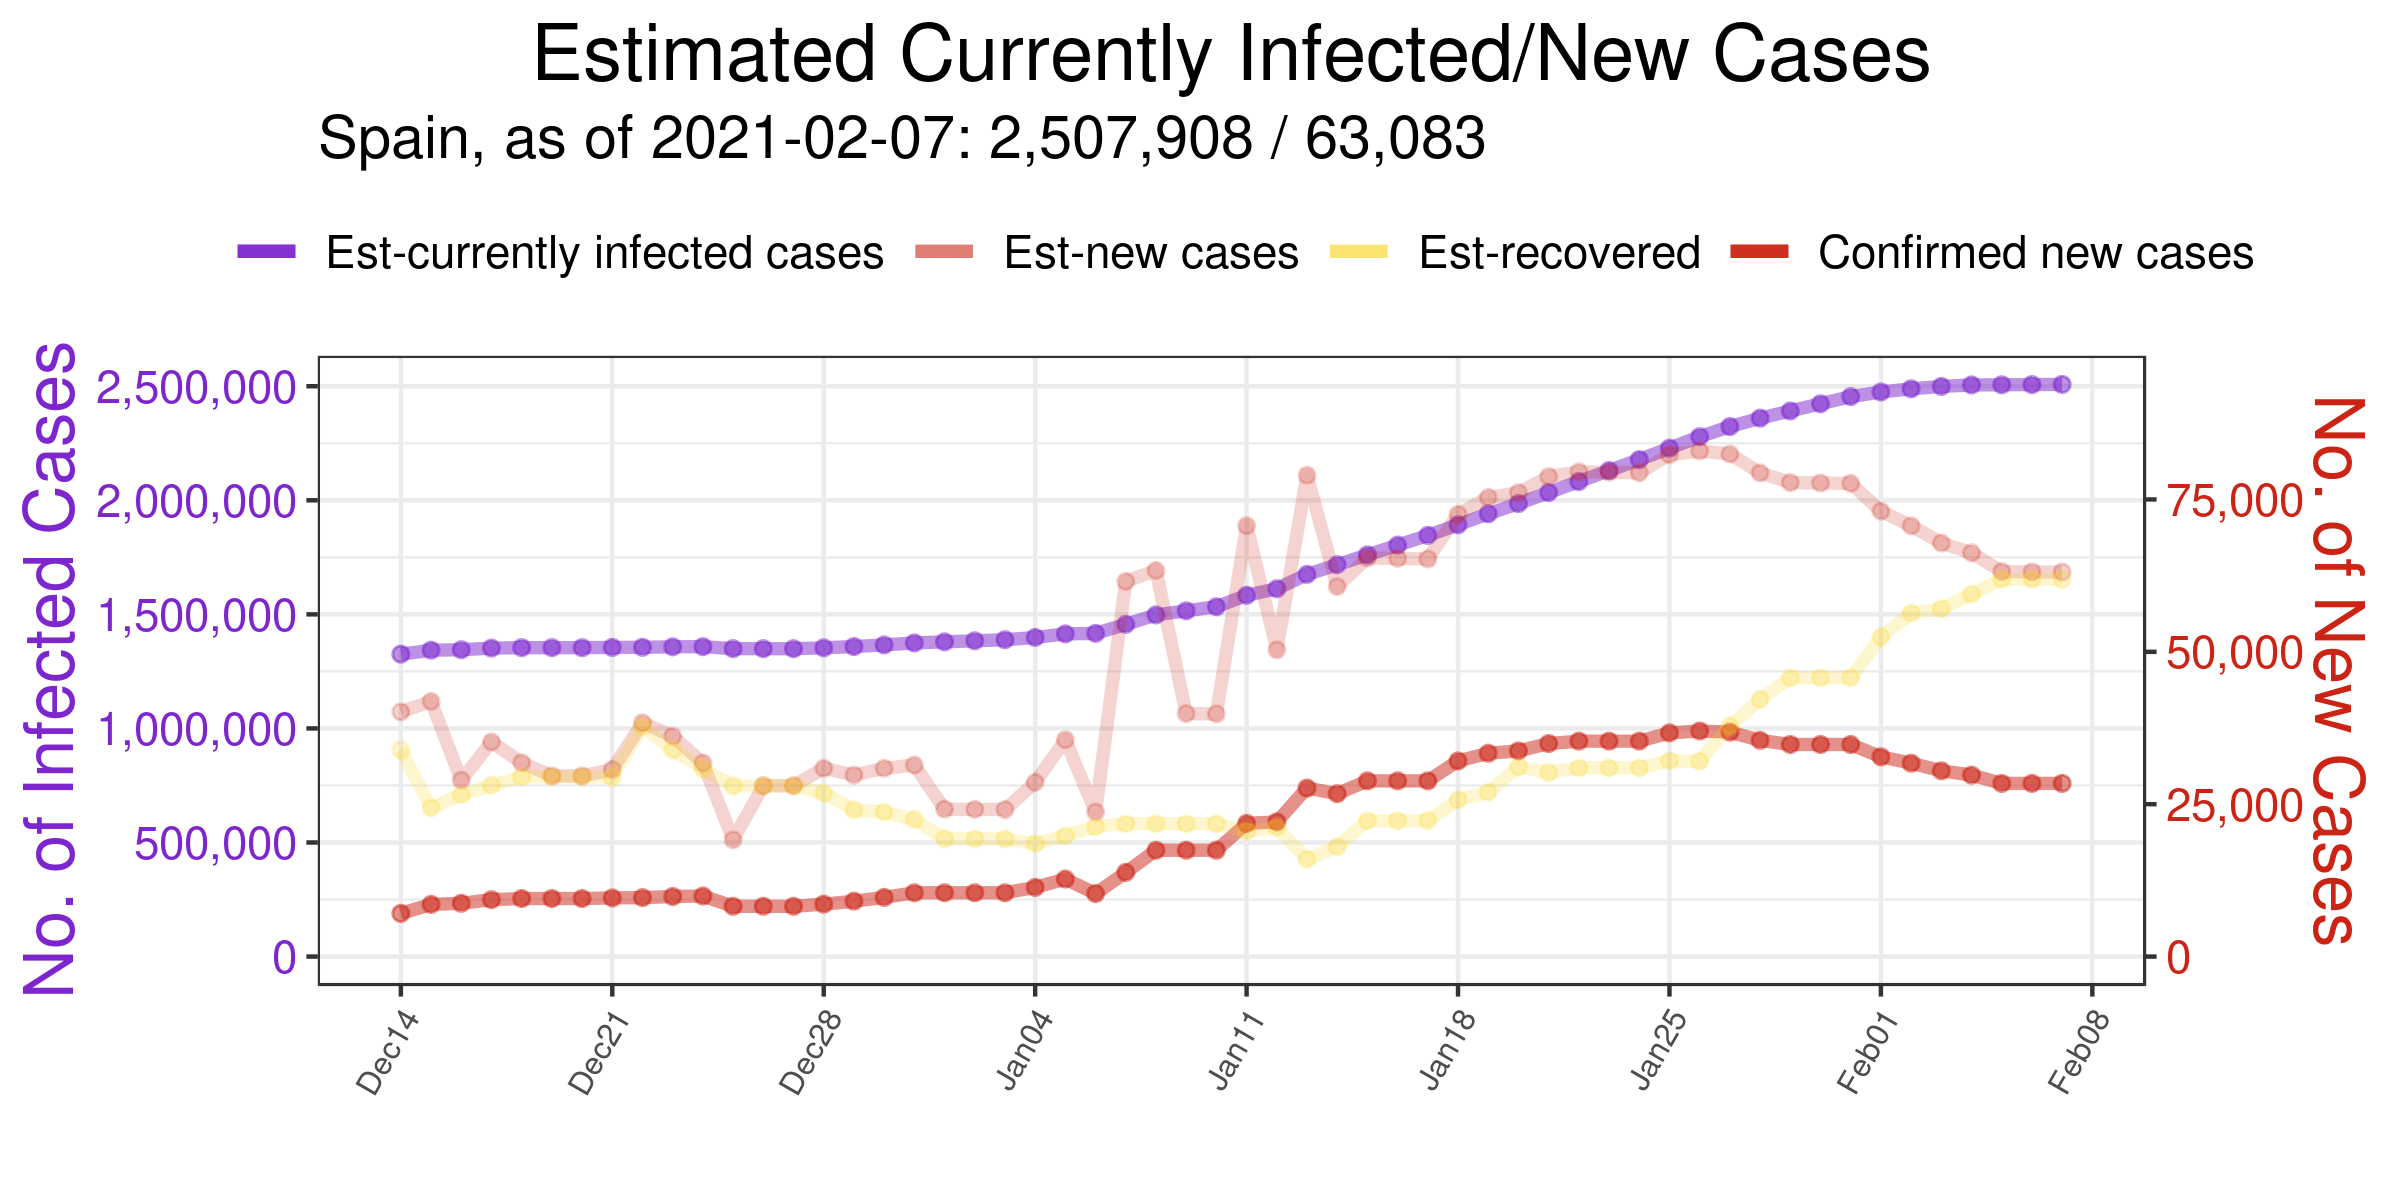 Estimated Currently Infected/New Cases
Spain, as of 2021-02-07: 2,507,908 / 63,083
Est-currently infected cases Est-new cases Est-recovered Confirmed new cases
No. of Infected Cases
2,500,000
2,000,000
1,500,000
1,000,000
500,000
0
75,000
50,000
25,000
0
No. of New Cases
Dec14 Dec21 Dec28 Jan04 Jan11 Jan18 Jan25 Feb01 Feb08